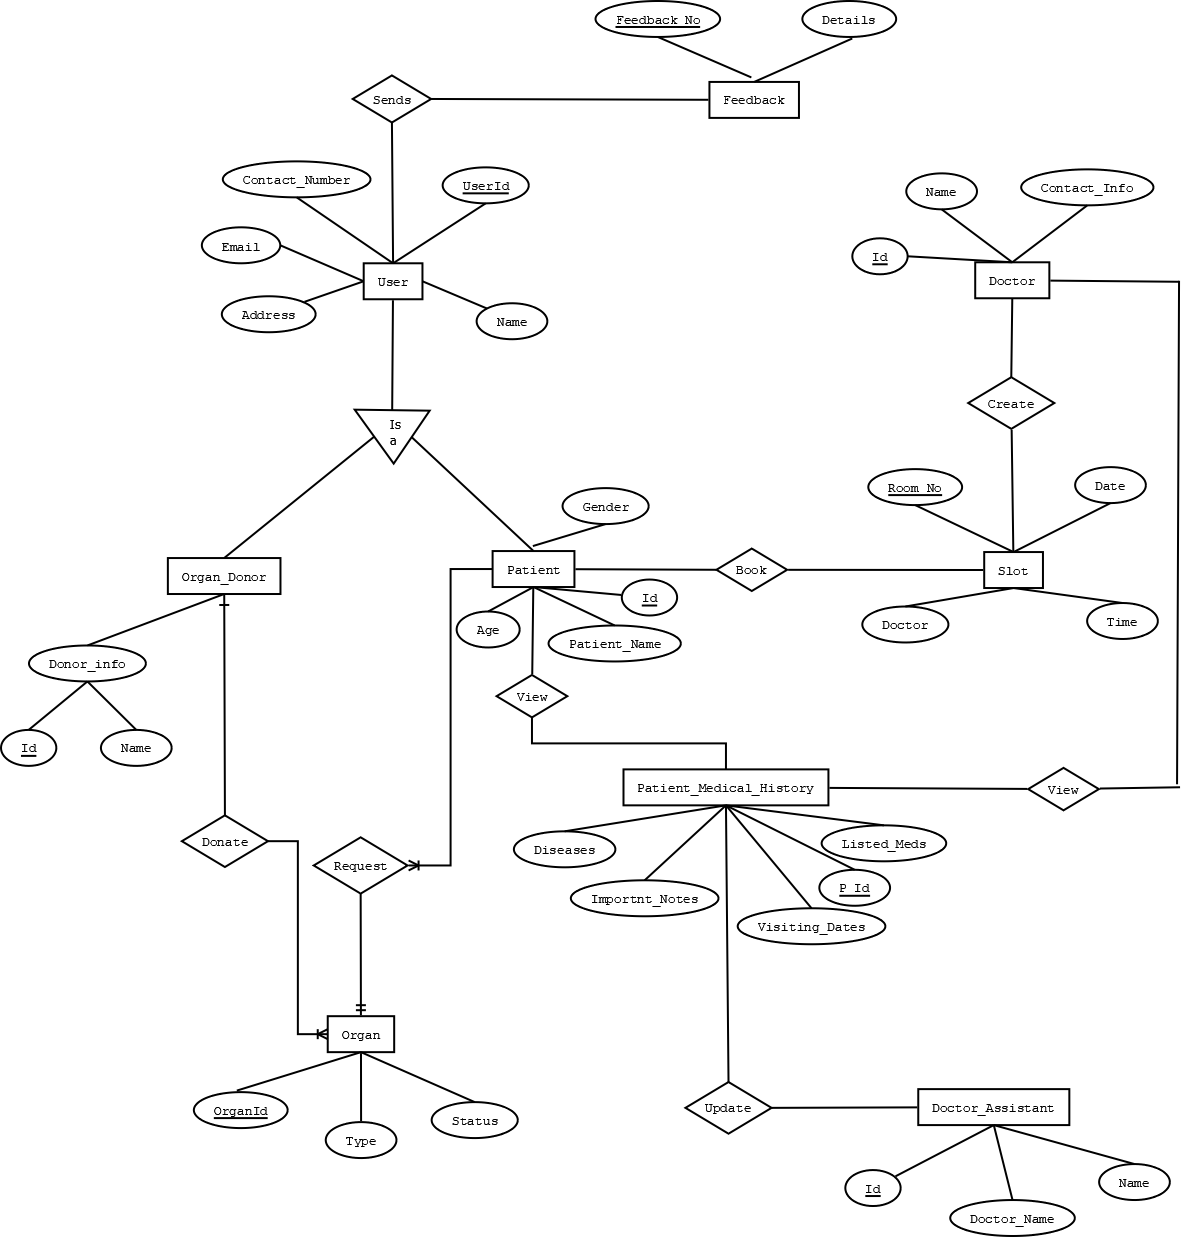 Feedback_No
Details
Sends
Feedback
Contact_Number
UserId
Name
Contact_Info
Email
Id
User
Doctor
Address
Name
Is
a
Create
Room_No
Date
Gender
Organ_Donor
Patient
Book
Slot
Id
Age
Patient_Name
Doctor
Time
Donor_info
View
Id
Name
Patient_Medical_History
View
Donate
Request
Diseases
Listed_Meds
P_Id
Importnt_Notes
Visiting_Dates
Organ
OrganId
Type
Status
Update
Doctor_Assistant
Id
Name
Doctor_Name